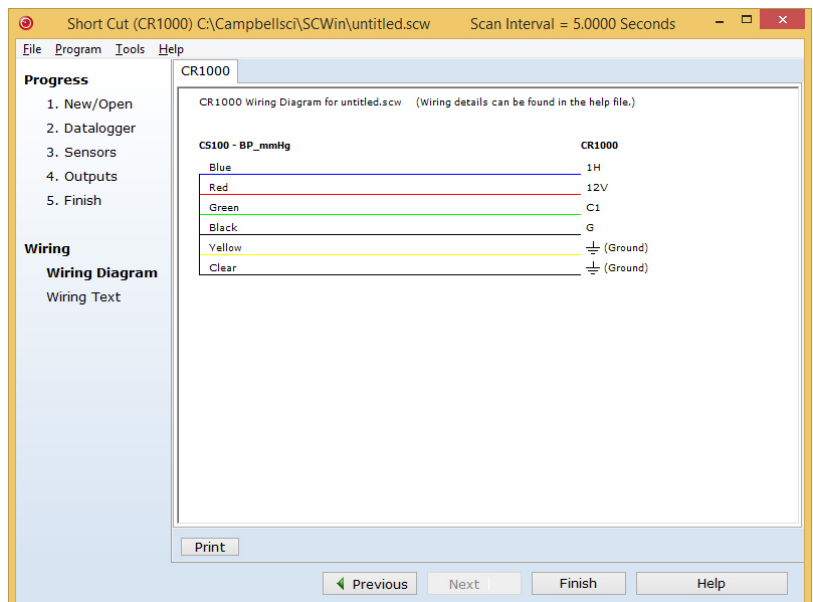 Short Cut (CR1000) C:\Campbellsci\SCWin\untitled.scw Scan Interval = 5.0000 Seconds
File Program Tools Help
Progress
1. New/Open
2. Datalogger
3. Sensors
4. Outputs
5. Finish
Wiring
Wiring Diagram
Wiring Text
CR1000
CR1000 Wiring Diagram for untitled.scw (Wiring details can be found in the help file.)
CS100 - BP_mmHg CR1000
Blue 1H
Red 12V
Green C1
Black G
Yellow (Ground)
Clear (Ground)
Print
Previous Next Finish Help